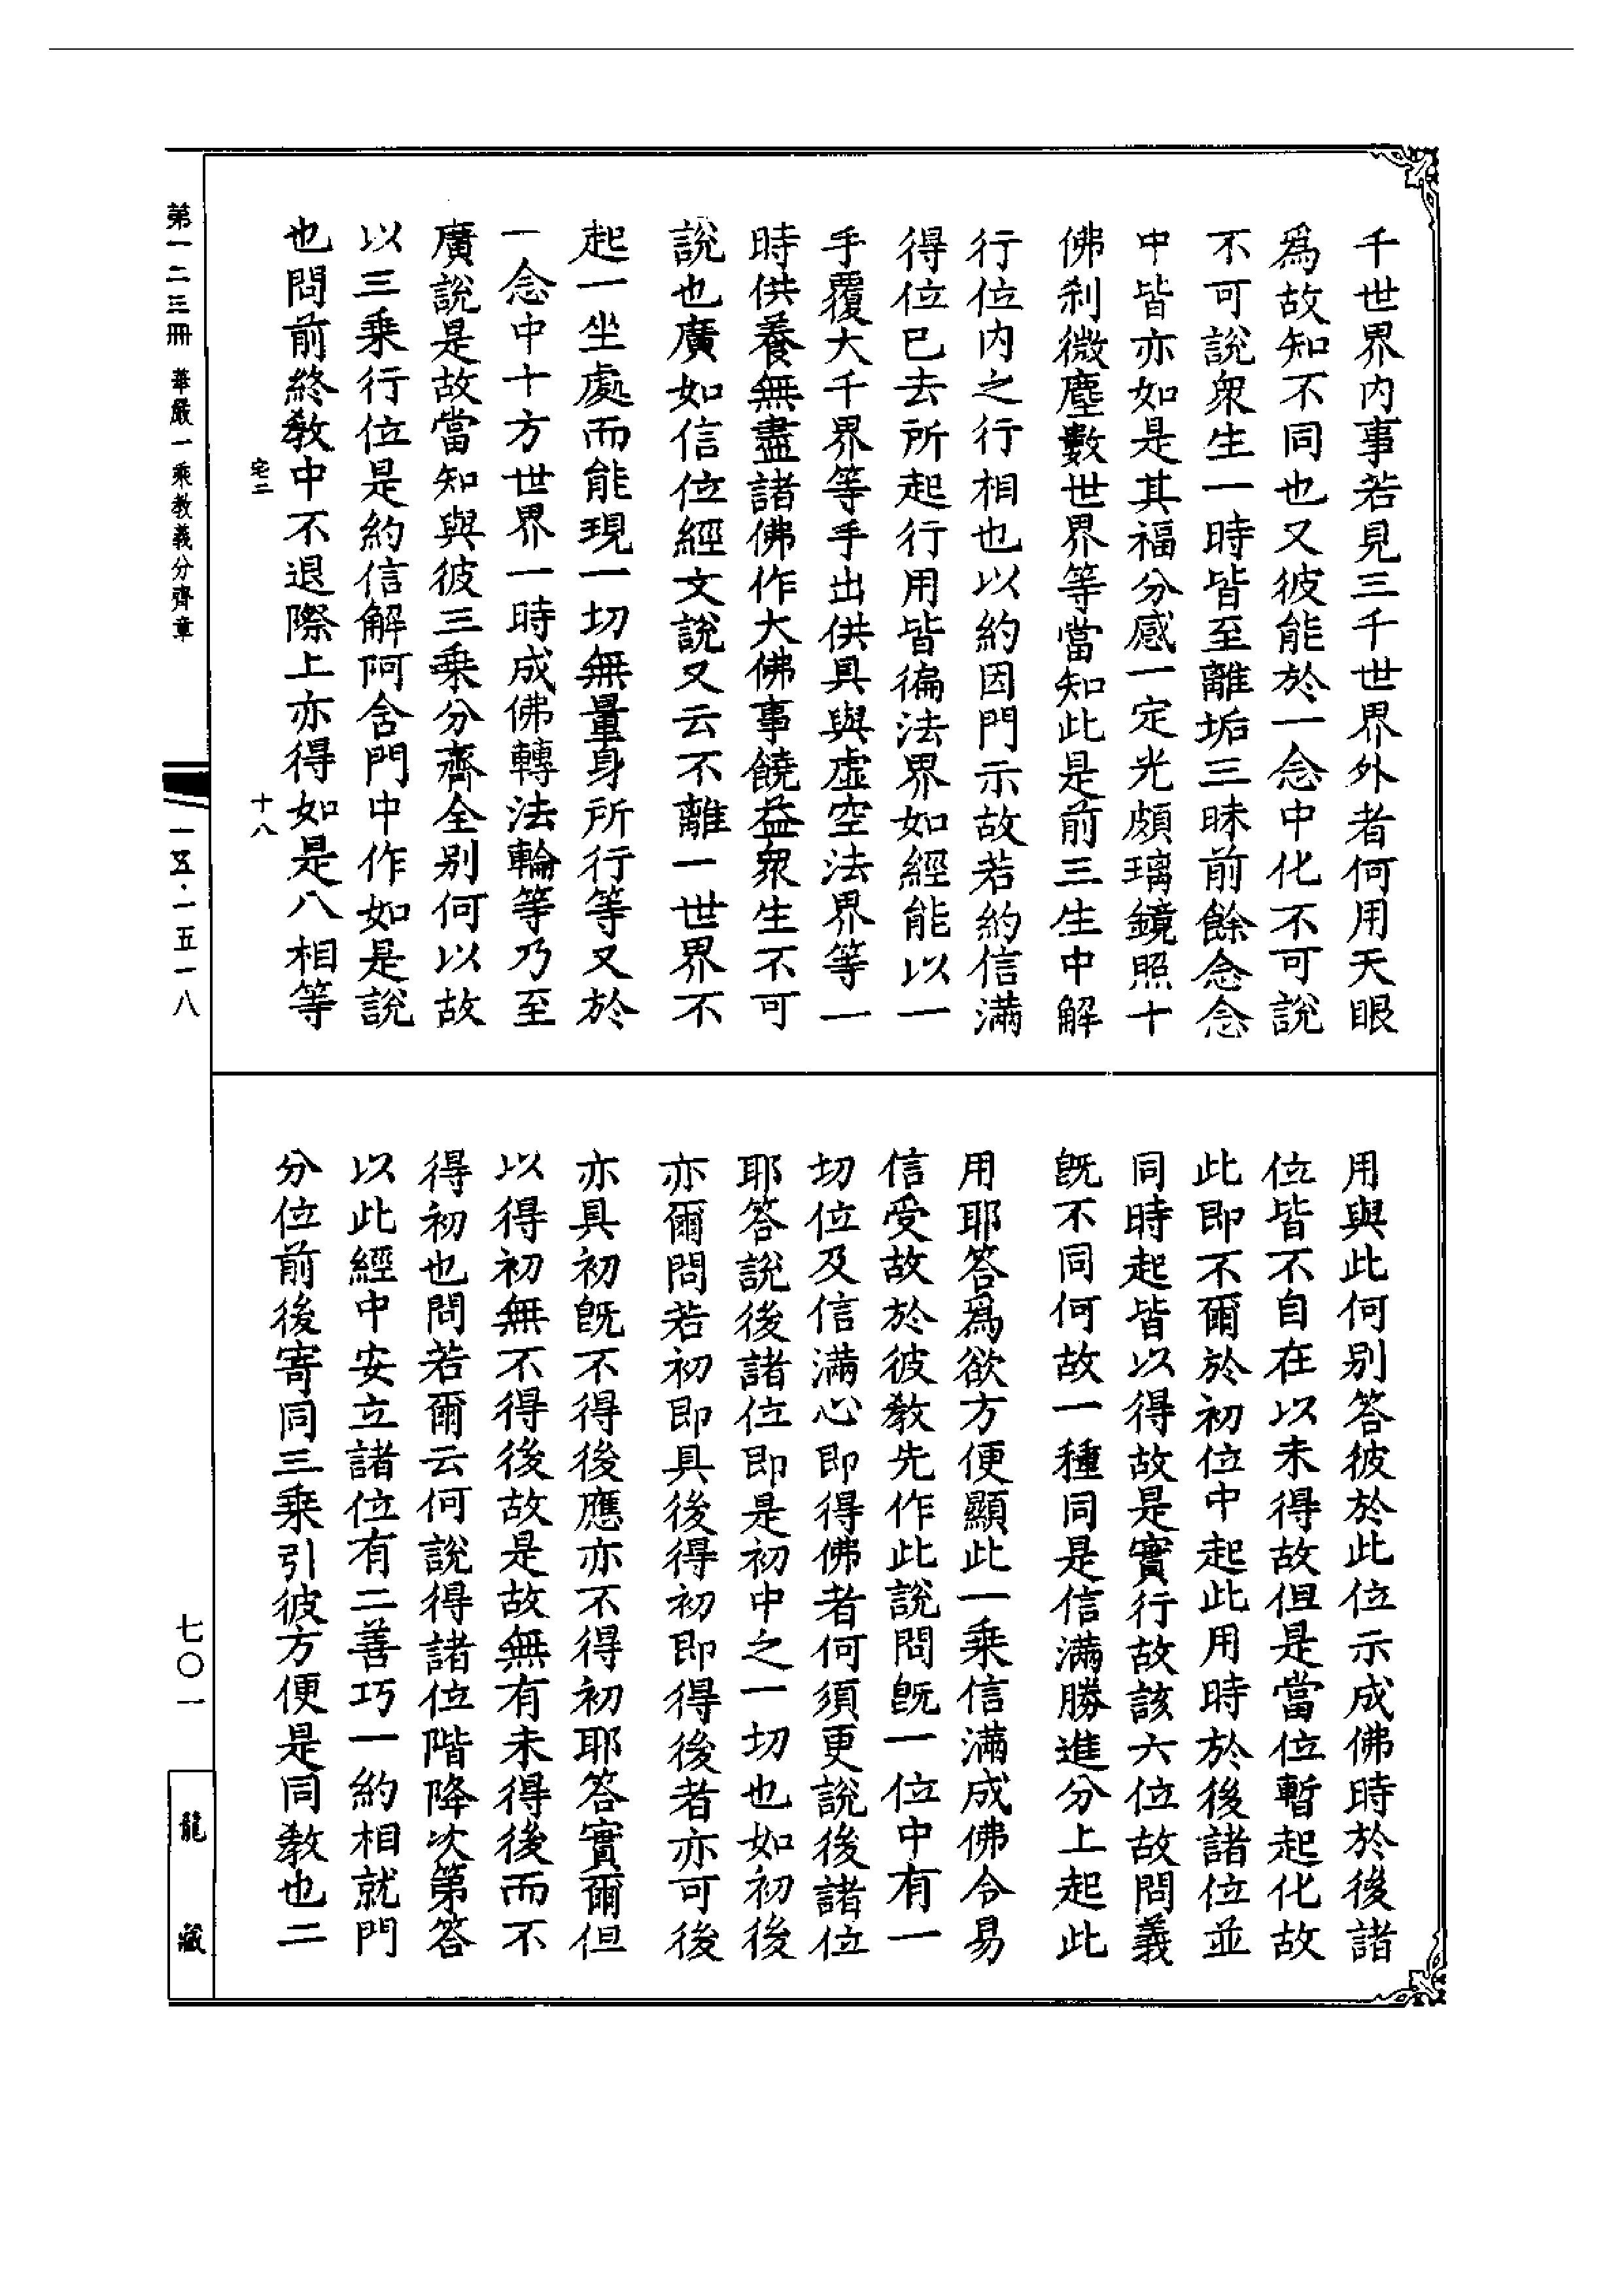 千世界内事若見三千世界外者何用天眼
爲故知不同也又彼能於一念中化不可說
不可說衆生一時皆至離垢三昧前餘念念
中皆亦如是其福分感一定光頗璃鏡照十
佛刹微塵數世界等當知此是前三生中解
行位内之行相也以約因門示故若約信滿
得位已去所起行用皆徧法界如經能以一
手覆大千界等手出供具與虛空法界等一
時供養無盡諸佛作大佛事饒益衆生不可
說也廣如信位經文說又云不離一世界不
起一坐處而能現一切無量身所行等又於
一念中十方世界一時成佛轉法輪等乃至
廣說是故當知與彼三乘分齊全别何以故
以三乘行位是約信解阿含門中作如是說
也問前終教中不退際上亦得如是八相等
宅二
十八
用與此何别答彼於此位示成佛時於後諸
位皆不自在以未得故但是當位暫起化故
此即不爾於初位中起此用時於後諸位並
同時起皆以得故是實行故該六位故問義
既不同何故一種同是信滿勝進分上起此
用耶答爲欲方便顯此一乘信滿成佛令易
信受故於彼教先作此說問既一位中有一
切位及信滿心即得佛者何須更說後諸位
耶答說後諸位即是初中之一切也如初後
亦爾問若初即具後得初即得後者亦可後
亦具初既不得後應亦不得初耶答實爾但
以得初無不得後故是故無有未得後而不
得初也問若爾云何說得諸位階降次第答
以此經中安立諸位有二善巧一約相就門
分位前後寄同三乘引彼方便是同教也二
第一二三冊 華嚴一乘教義分齊章
一五·一五一八
七〇一
龍藏